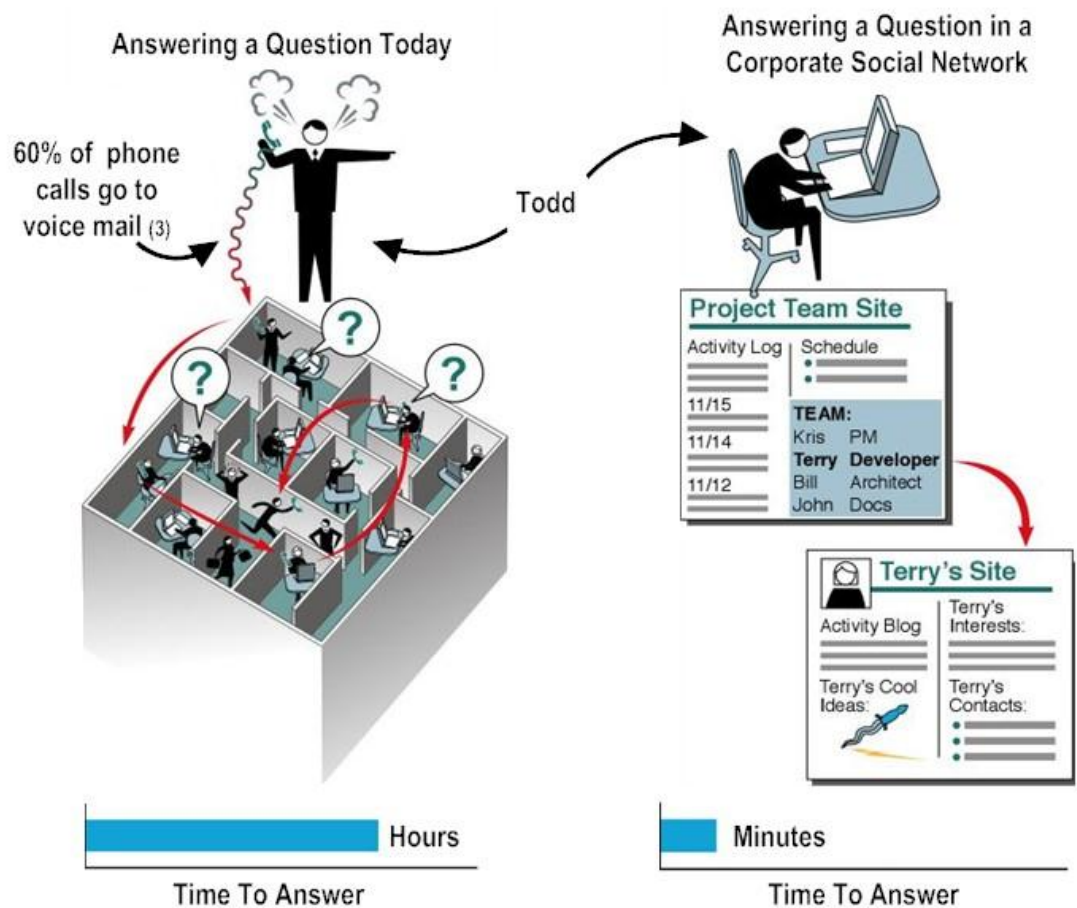 Answering a Question Today
60% of phone
calls go to
voice mail (3)
?
?
?
Hours
Time To Answer
Todd
Answering a Question in a
Corporate Social Network
Project Team Site
Activity Log
11/15
11/14
11/12
Schedule
TEAM:
Kris PM
Terry Developer
Bill Architect
John Docs
Terry's Site
Activity Blog
Terry's
Interests:
Terry's Cool
Ideas:
Terry's
Contacts:
Minutes
Time To Answer